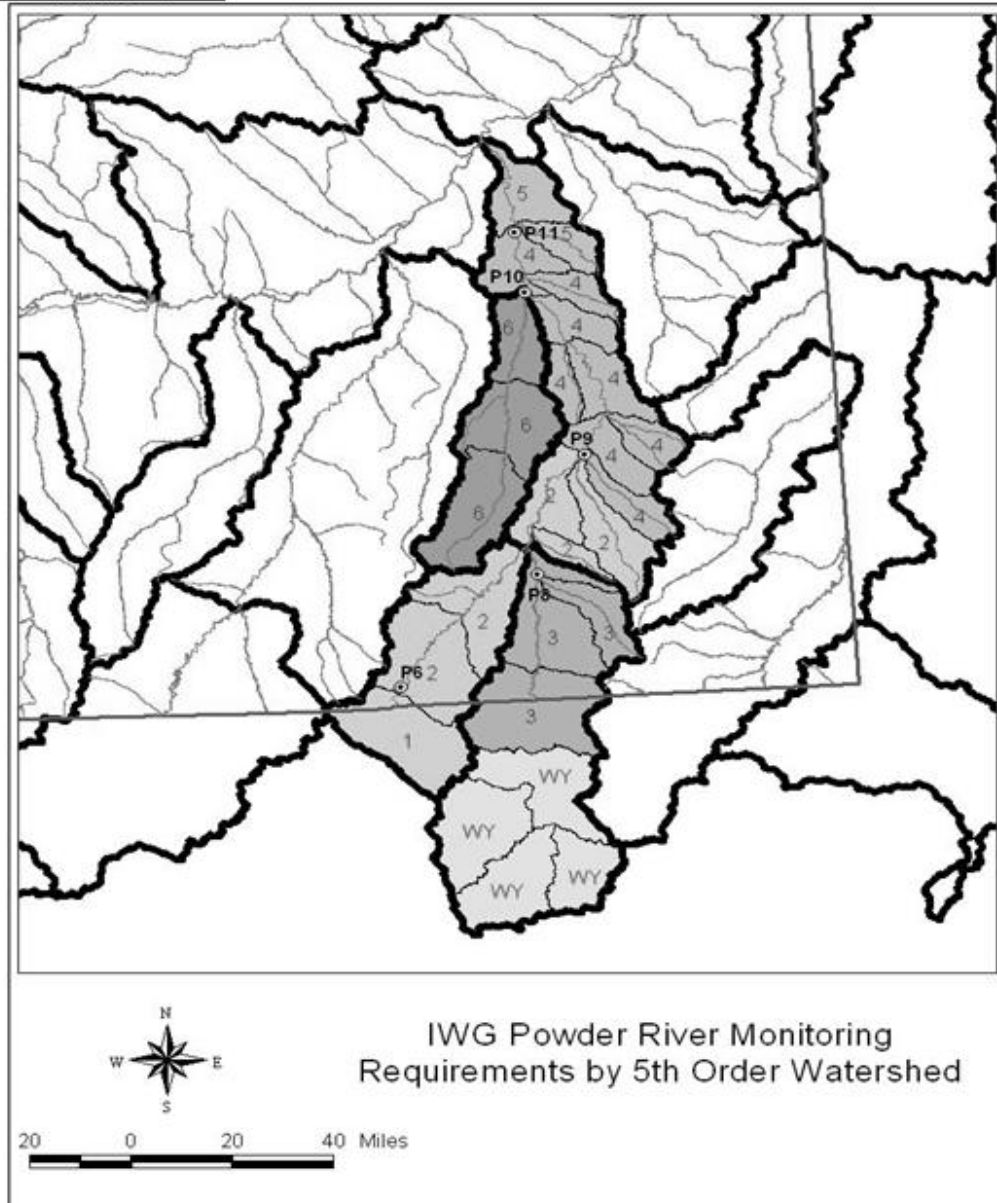 5
P11
5
4
P10
4
6
4
4
4
P9
6
4
4
2
6
4
2
2
P8
2
3
3
P6
2
3
1
WY
WY
WY
WY
N
W
E
S
IWG Powder River Monitoring
Requirements by 5th Order Watershed
20 0 20 40 Miles